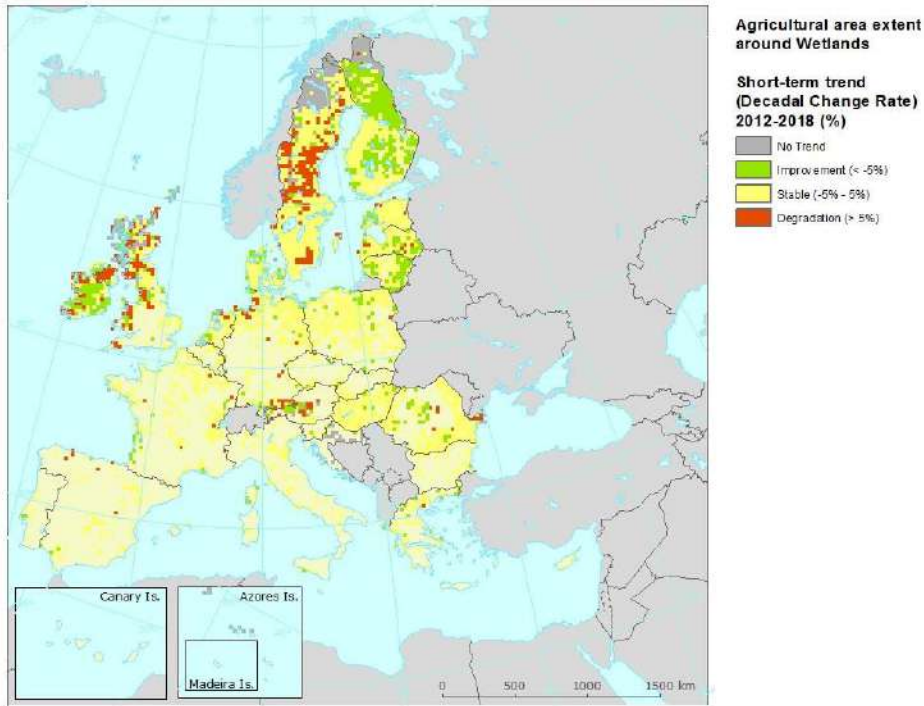 Agricultural area extent
around Wetlands
Short-term trend
(Decadal Change Rate)
2012-2018 (%)
No Trend
Improvement (< -5%)
Stable (-5% - 5%)
Degradation (> 5%)
Canary Is.
Azores Is.
Madeira Is.
0 500 1000 1500 km